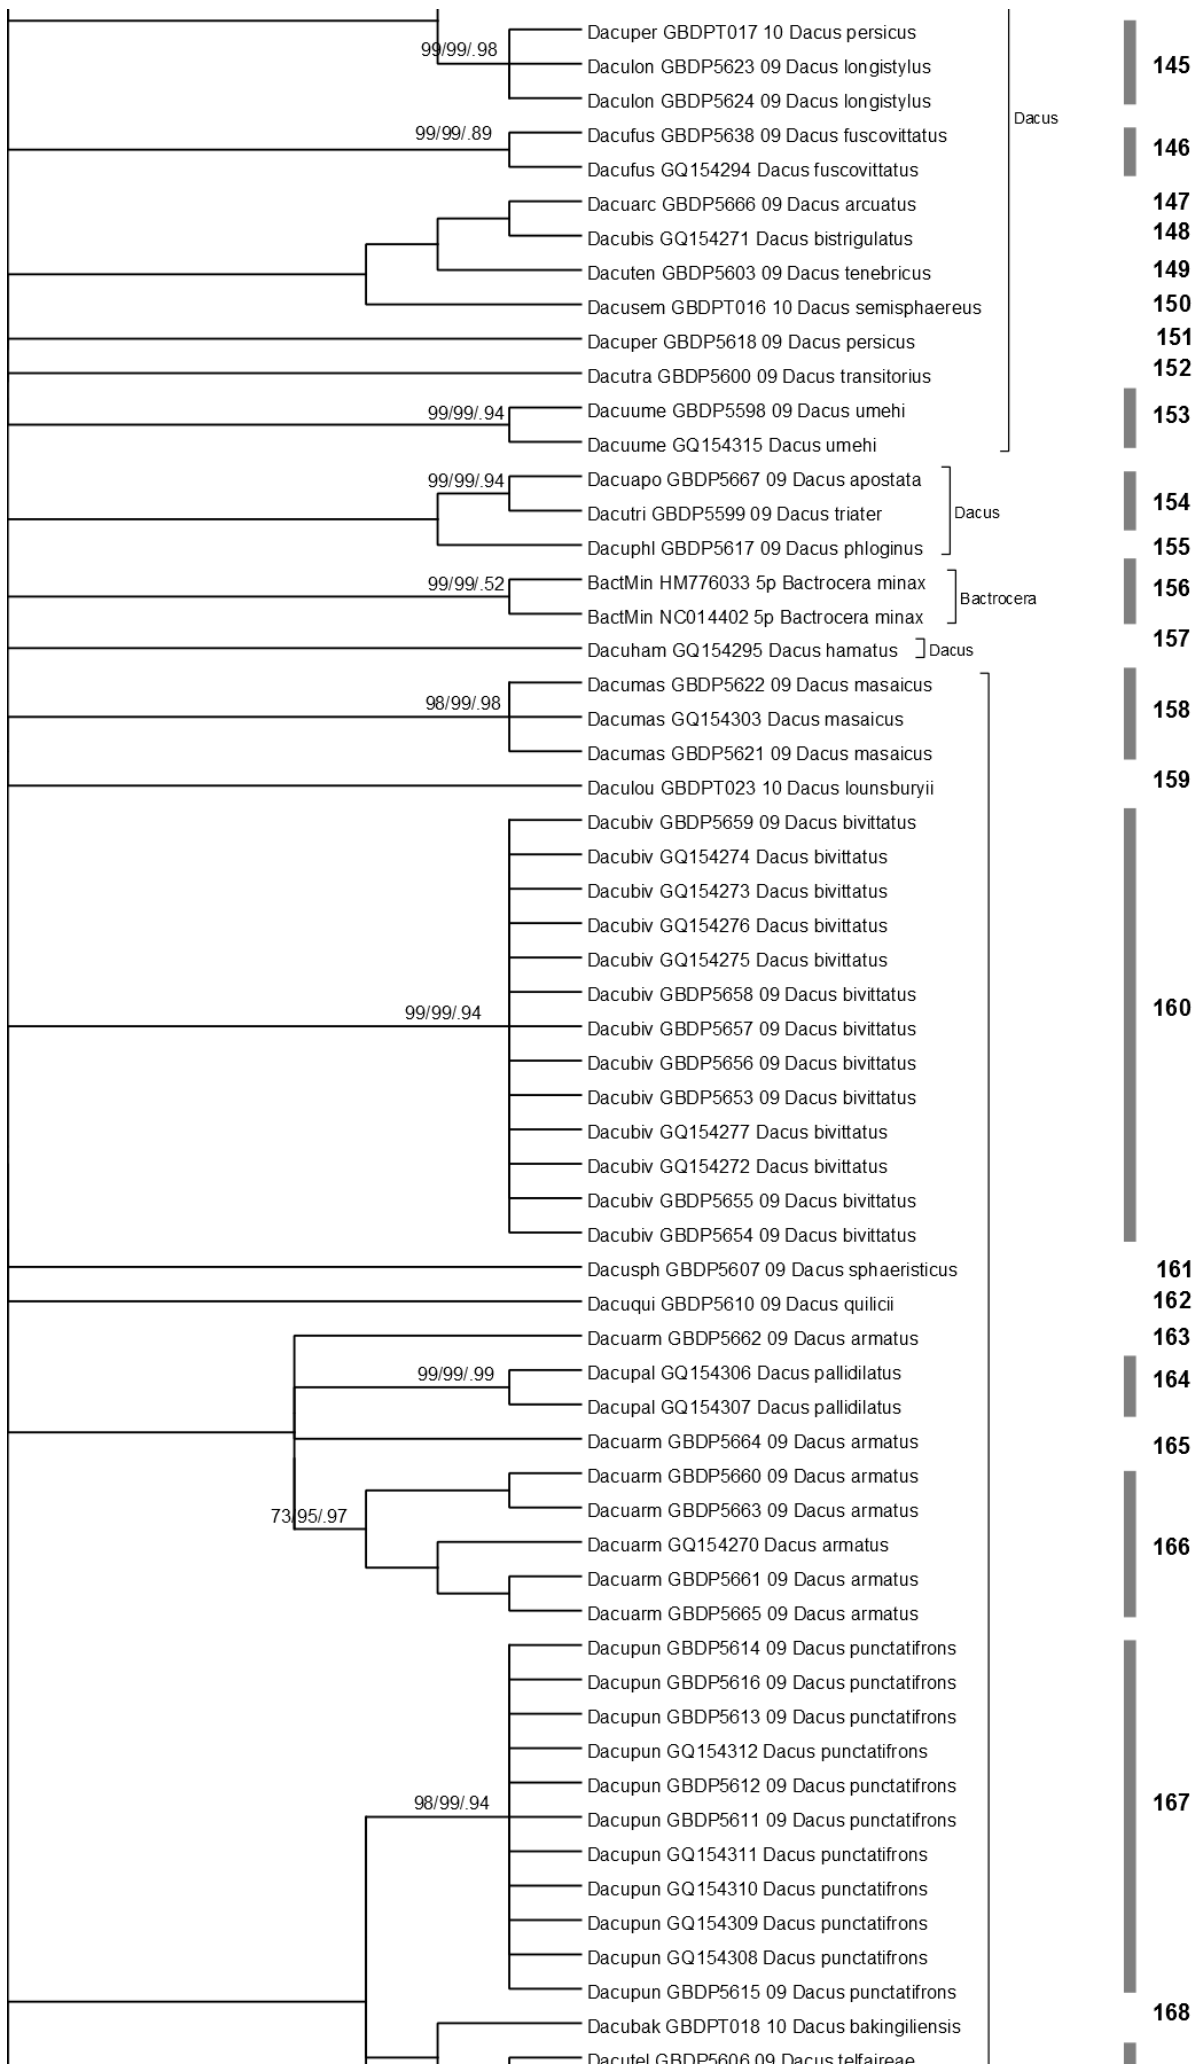 Dacuper GBDPT017 10 Dacus persicus
99/99/.98
Daculon GBDP5623 09 Dacus longistylus
145
Daculon GBDP5624 09 Dacus longistylus
Dacus
99/99/.89
Dacufus GBDP5638 09 Dacus fuscovittatus
146
Dacufus GQ154294 Dacus fuscovittatus
Dacuarc GBDP5666 09 Dacus arcuatus
147
Dacubis GQ154271 Dacus bistrigulatus
148
Dacuten GBDP5603 09 Dacus tenebricus
149
Dacusem GBDPT016 10 Dacus semisphaereus
150
Dacuper GBDP5618 09 Dacus persicus
151
Dacutra GBDP5600 09 Dacus transitorius
152
99/99/.94
Dacuume GBDP5598 09 Dacus umehi
153
Dacuume GQ154315 Dacus umehi
99/99/.94
Dacuapo GBDP5667 09 Dacus apostata
154
Dacutri GBDP5599 09 Dacus triater
Dacus
Dacuphl GBDP5617 09 Dacus phloginus
155
99/99/.52
BactMin HM776033 5p Bactrocera minax
156
Bactrocera
BactMin NC014402 5p Bactrocera minax
157
Dacuham GQ154295 Dacus hamatus
Dacus
Dacumas GBDP5622 09 Dacus masaicus
98/99/.98
158
Dacumas GQ154303 Dacus masaicus
Dacumas GBDP5621 09 Dacus masaicus
Daculou GBDPT023 10 Dacus lounsburyii
159
Dacubiv GBDP5659 09 Dacus bivittatus
Dacubiv GQ154274 Dacus bivittatus
Dacubiv GQ154273 Dacus bivittatus
Dacubiv GQ154276 Dacus bivittatus
Dacubiv GQ154275 Dacus bivittatus
Dacubiv GBDP5658 09 Dacus bivittatus
99/99/.94
160
Dacubiv GBDP5657 09 Dacus bivittatus
Dacubiv GBDP5656 09 Dacus bivittatus
Dacubiv GBDP5653 09 Dacus bivittatus
Dacubiv GQ154277 Dacus bivittatus
Dacubiv GQ154272 Dacus bivittatus
Dacubiv GBDP5655 09 Dacus bivittatus
Dacubiv GBDP5654 09 Dacus bivittatus
Dacusph GBDP5607 09 Dacus sphaeristicus
161
Dacuqui GBDP5610 09 Dacus quilicii
162
Dacuarm GBDP5662 09 Dacus armatus
163
99/99/.99
Dacupal GQ154306 Dacus pallidilatus
164
Dacupal GQ154307 Dacus pallidilatus
Dacuarm GBDP5664 09 Dacus armatus
165
Dacuarm GBDP5660 09 Dacus armatus
73/95/.97
Dacuarm GBDP5663 09 Dacus armatus
Dacuarm GQ154270 Dacus armatus
166
Dacuarm GBDP5661 09 Dacus armatus
Dacuarm GBDP5665 09 Dacus armatus
Dacupun GBDP5614 09 Dacus punctatifrons
Dacupun GBDP5616 09 Dacus punctatifrons
Dacupun GBDP5613 09 Dacus punctatifrons
Dacupun GQ154312 Dacus punctatifrons
Dacupun GBDP5612 09 Dacus punctatifrons
98/99/.94
167
Dacupun GBDP5611 09 Dacus punctatifrons
Dacupun GQ154311 Dacus punctatifrons
Dacupun GQ154310 Dacus punctatifrons
Dacupun GQ154309 Dacus punctatifrons
Dacupun GQ154308 Dacus punctatifrons
Dacupun GBDP5615 09 Dacus punctatifrons
168
Dacubak GBDPT018 10 Dacus bakingiliensis
Dacutel GBDP5606 09 Dacus telfaireae